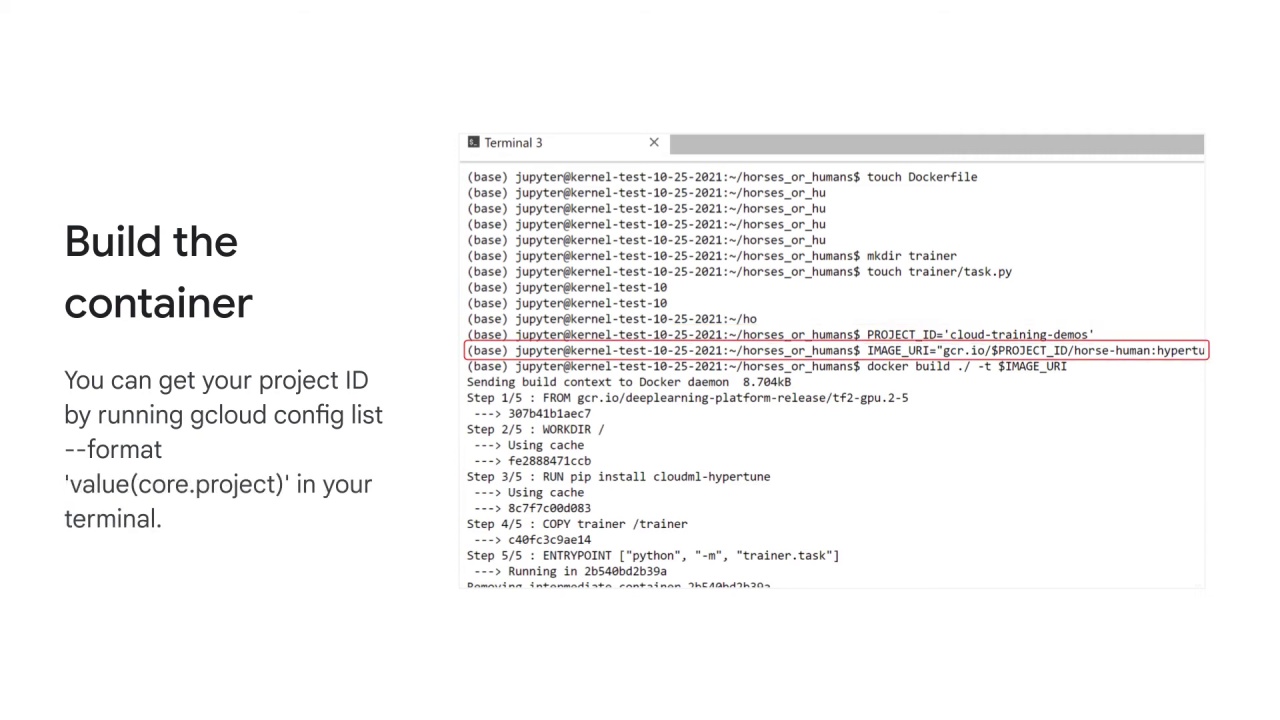 Build the
container
You can get your project ID
by running gcloud config list
--format
'value(core.project)' in your
terminal.
Terminal 3
(base) jupyter@kernel-test-10-25-2021:~/horses_or_humans$ touch Dockerfile
(base) jupyter@kernel-test-10-25-2021:~/horses_or_hu
(base) jupyter@kernel-test-10-25-2021:~/horses_or_hu
(base) jupyter@kernel-test-10-25-2021:~/horses_or_hu
(base) jupyter@kernel-test-10-25-2021:~/horses_or_hu
(base) jupyter@kernel-test-10-25-2021:~/horses_or_humans$ mkdir trainer
(base) jupyter@kernel-test-10-25-2021:~/horses_or_humans$ touch trainer/task.py
(base) jupyter@kernel-test-10
(base) jupyter@kernel-test-10
(base) jupyter@kernel-test-10-25-2021:~/ho
(base) jupyter@kernel-test-10-25-2021:~/horses_or_humans$ PROJECT_ID='cloud-training-demos'
(base) jupyter@kernel-test-10-25-2021:~/horses_or_humans$ IMAGE_URI="gcr.io/$PROJECT_ID/horse-human:hypertu
(base) jupyter@kernel-test-10-25-2021:~/horses_or_humans$ docker build ./ -t $IMAGE_URI
Sending build context to Docker daemon  8.704kB
Step 1/5 : FROM gcr.io/deeplearning-platform-release/tf2-gpu.2-5
 ---> 307b41b1aec7
Step 2/5 : WORKDIR /
 ---> Using cache
 ---> fe2888471ccb
Step 3/5 : RUN pip install cloudml-hypertune
 ---> Using cache
 ---> 8c7f7c00d083
Step 4/5 : COPY trainer /trainer
 ---> c40fc3c9ae14
Step 5/5 : ENTRYPOINT ["python", "-m", "trainer.task"]
 ---> Running in 2b540bd2b39a
Removing intermediate container 2b540bd2b39a